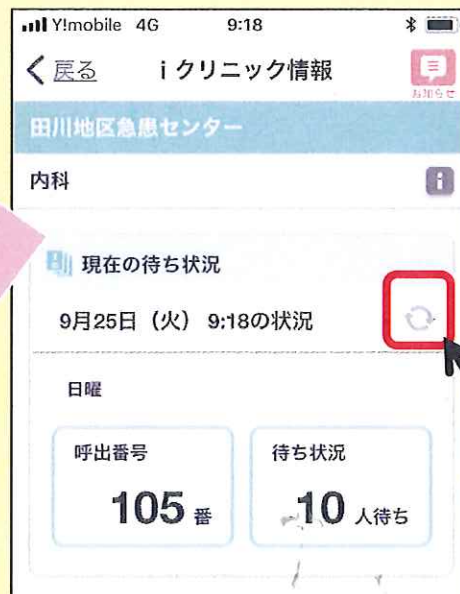 Y!mobile 4G 9:18
戻る iクリニック情報
お知らせ
田川地区急患センター
内科
i
現在の待ち状況
9月25日(火) 9:18の状況
日曜
呼出番号 待ち状況
105番 10人待ち